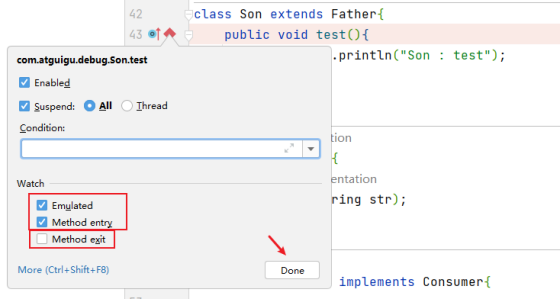 42
class Son extends Father{
43
public void test(){
.println("Son : test");
com.atguigu.debug.Son.test
Enabled
Suspend: All Thread
Condition:
tion
{
entation
ring str);
Watch
Emulated
Method entry
Method exit
More (Ctrl+Shift+F8)
Done
implements Consumer{